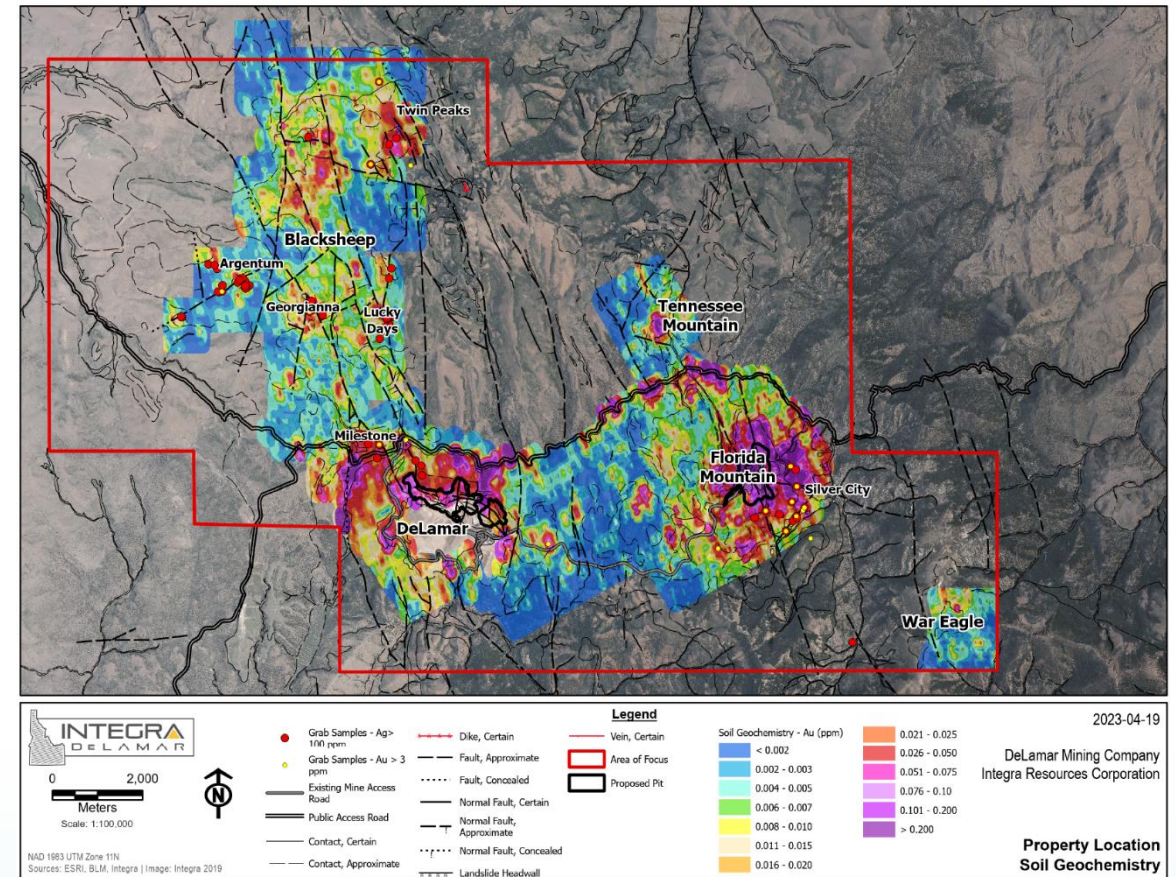 Twin Peaks
Blacksheep
Argentum
Georgianna
Lucky
Days
Tennessee
Mountain
Milestone
Florida
Mountain
Silver City
DeLamar
War Eagle
INTEGRA
DELAMAR
0 2,000
Meters
Scale: 1:100,000
N
NAD 1983 UTM Zone 11N
Sources: ESRI, BLM, Integra | Image: Integra 2019
Legend
Grab Samples - Ag>
100 ppm
Grab Samples - Au > 3
ppm
Existing Mine Access
Road
Public Access Road
Contact, Certain
Contact, Approximate
Dike, Certain
Fault, Approximate
Fault, Concealed
Normal Fault, Certain
Normal Fault,
Approximate
Normal Fault, Concealed
Landslide Headwall
Vein, Certain
Area of Focus
Proposed Pit
Soil Geochemistry - Au (ppm)
< 0.002
0.002 - 0.003
0.004 - 0.005
0.006 - 0.007
0.008 - 0.010
0.011 - 0.015
0.016 - 0.020
0.021 - 0.025
0.026 - 0.050
0.051 - 0.075
0.076 - 0.10
0.101 - 0.200
> 0.200
2023-04-19
DeLamar Mining Company
Integra Resources Corporation
Property Location
Soil Geochemistry